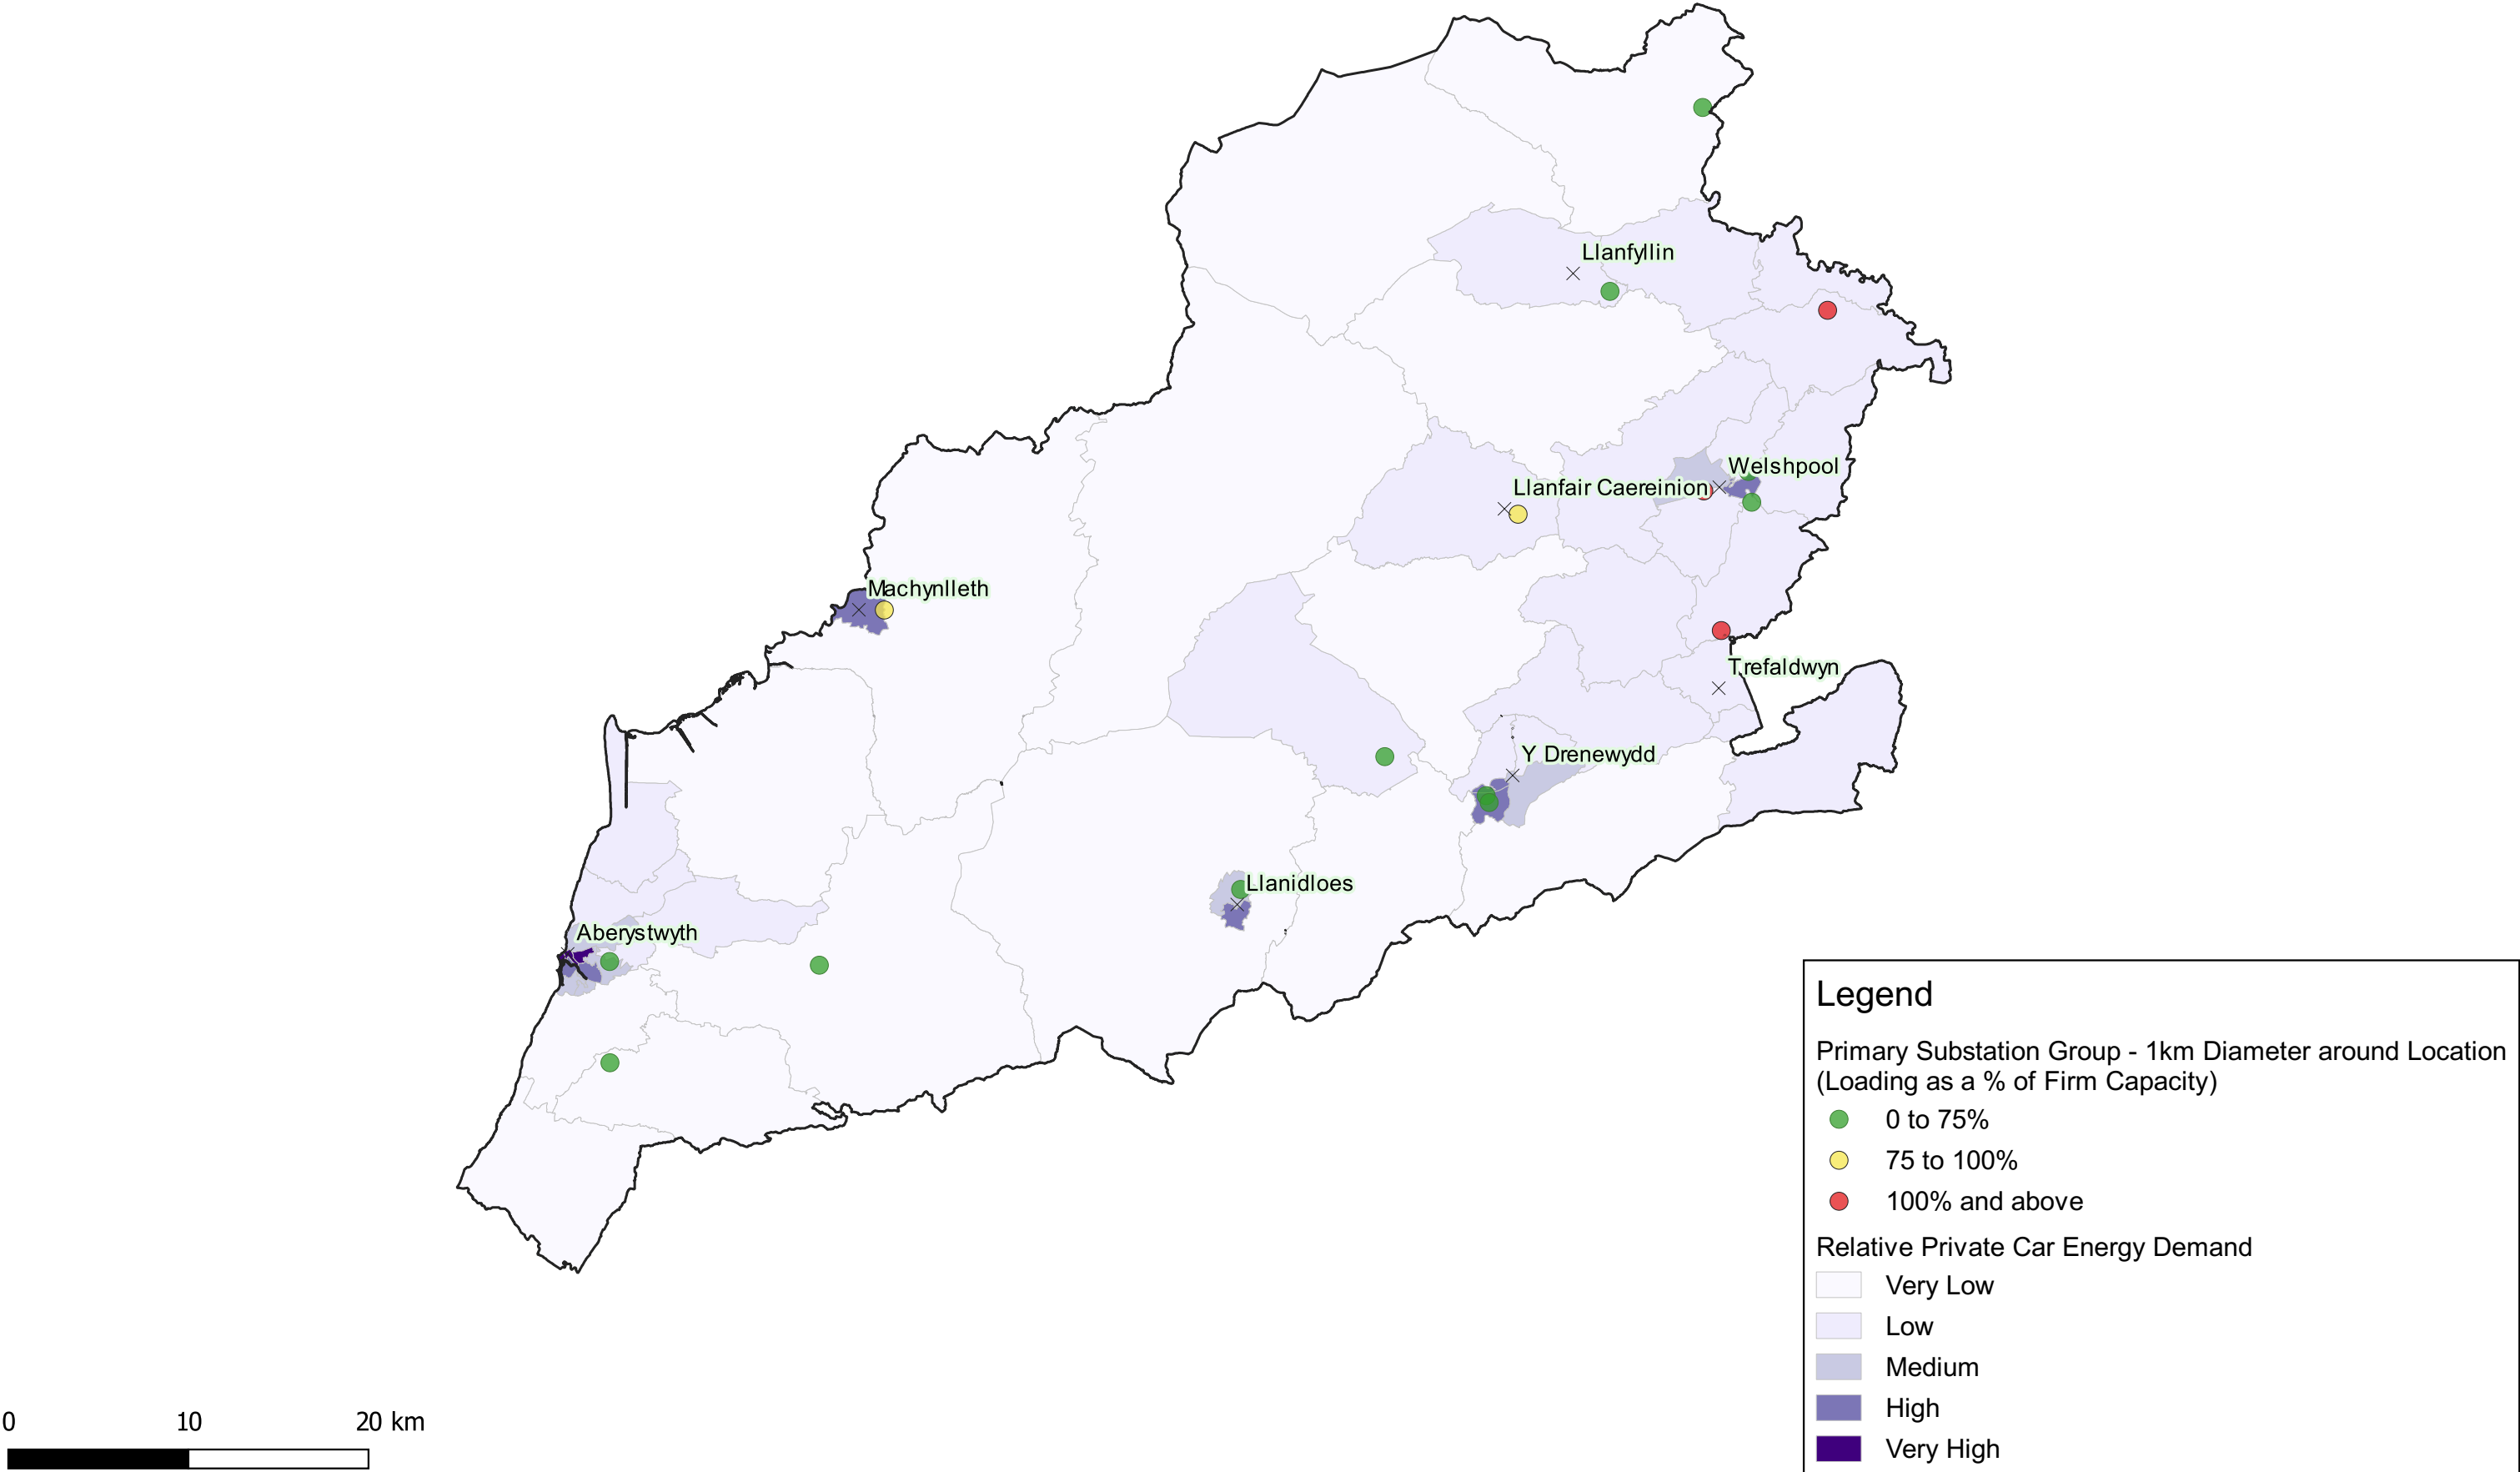 Llanfyllin
Welshpool
Llanfair Caereinion
Machynlleth
Trefaldwyn
Y Drenewydd
Llanidloes
Aberystwyth
Legend
Primary Substation Group - 1km Diameter around Location
(Loading as a % of Firm Capacity)
0 to 75%
75 to 100%
100% and above
Relative Private Car Energy Demand
Very Low
Low
Medium
High
Very High
0 10 20 km